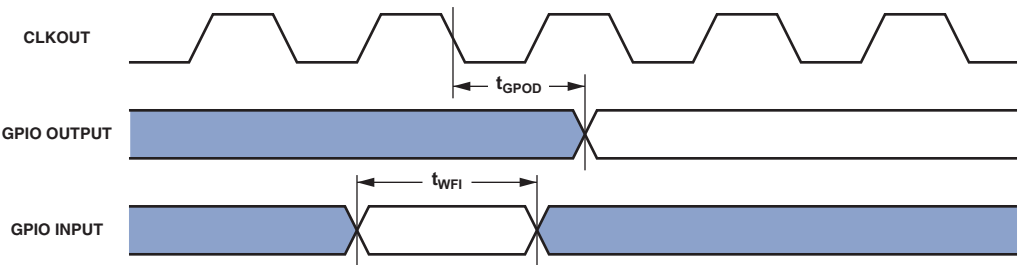 CLKOUT
tGPOD
GPIO OUTPUT
tWFI
GPIO INPUT